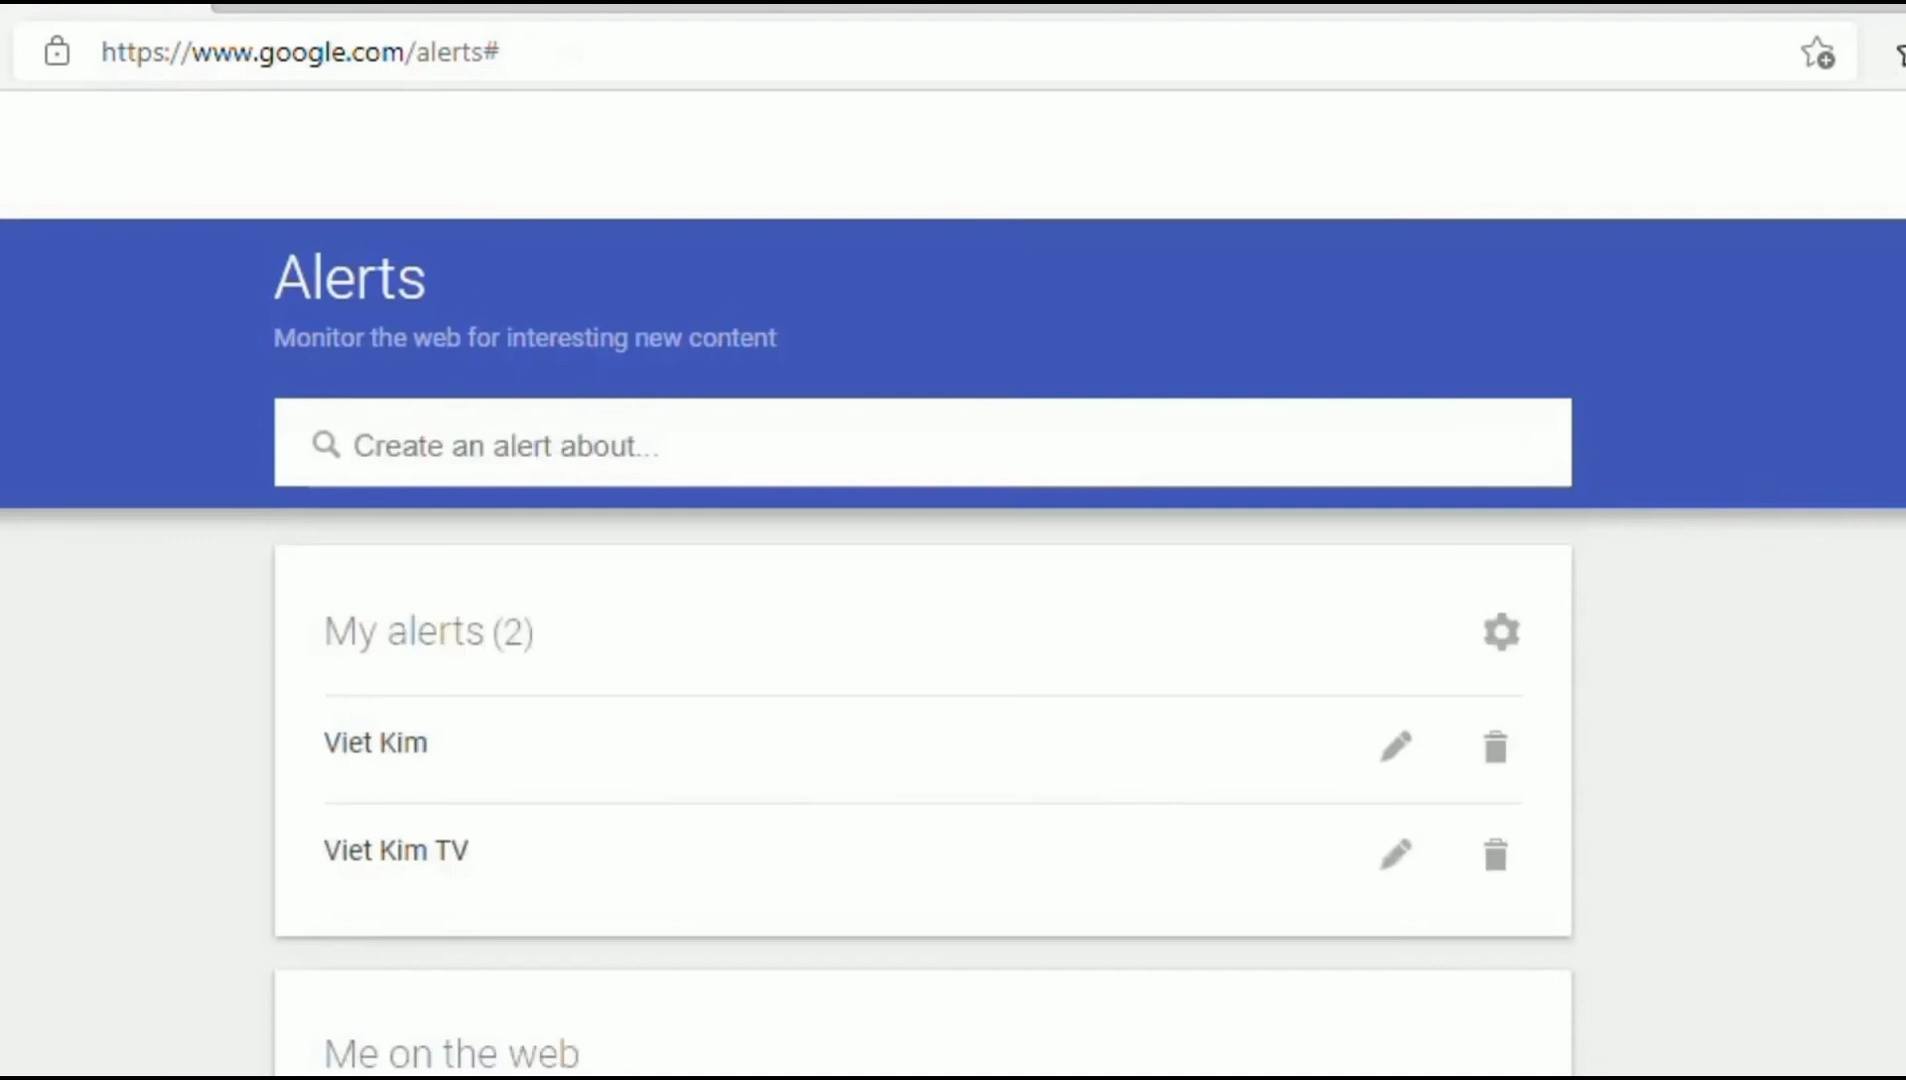 https://www.google.com/alerts#
Alerts
Monitor the web for interesting new content
Create an alert about...
My alerts (2)
Viet Kim
Viet Kim TV
Me on the web